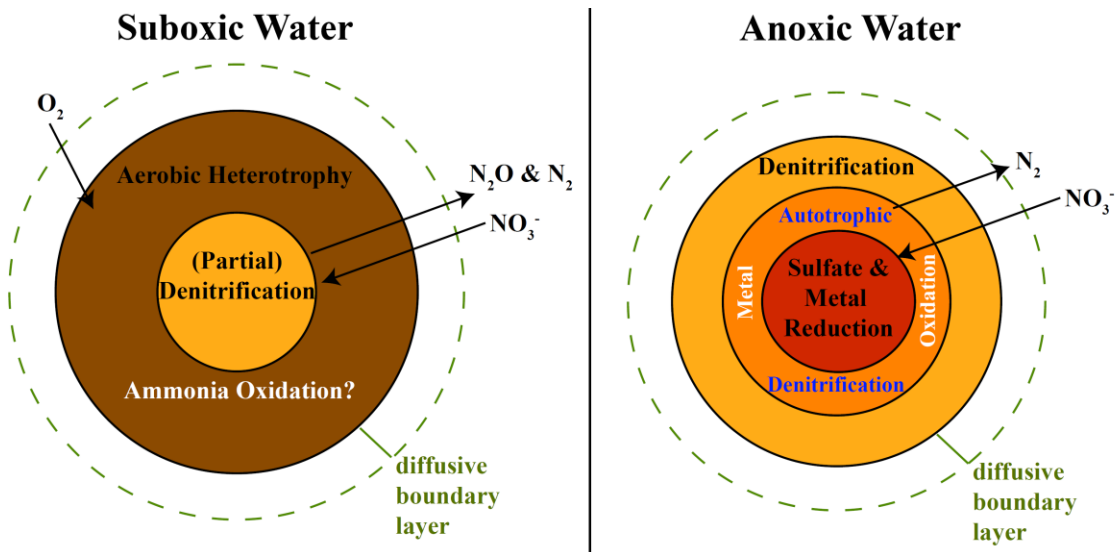 Suboxic Water
O₂
Aerobic Heterotrophy
N₂O & N₂
NO₃⁻
(Partial)
Denitrification
Ammonia Oxidation?
diffusive
boundary
layer
Anoxic Water
Denitrification
N₂
NO₃⁻
Autotrophic
Metal
Sulfate &
Metal
Reduction
Oxidation
Denitrification
diffusive
boundary
layer